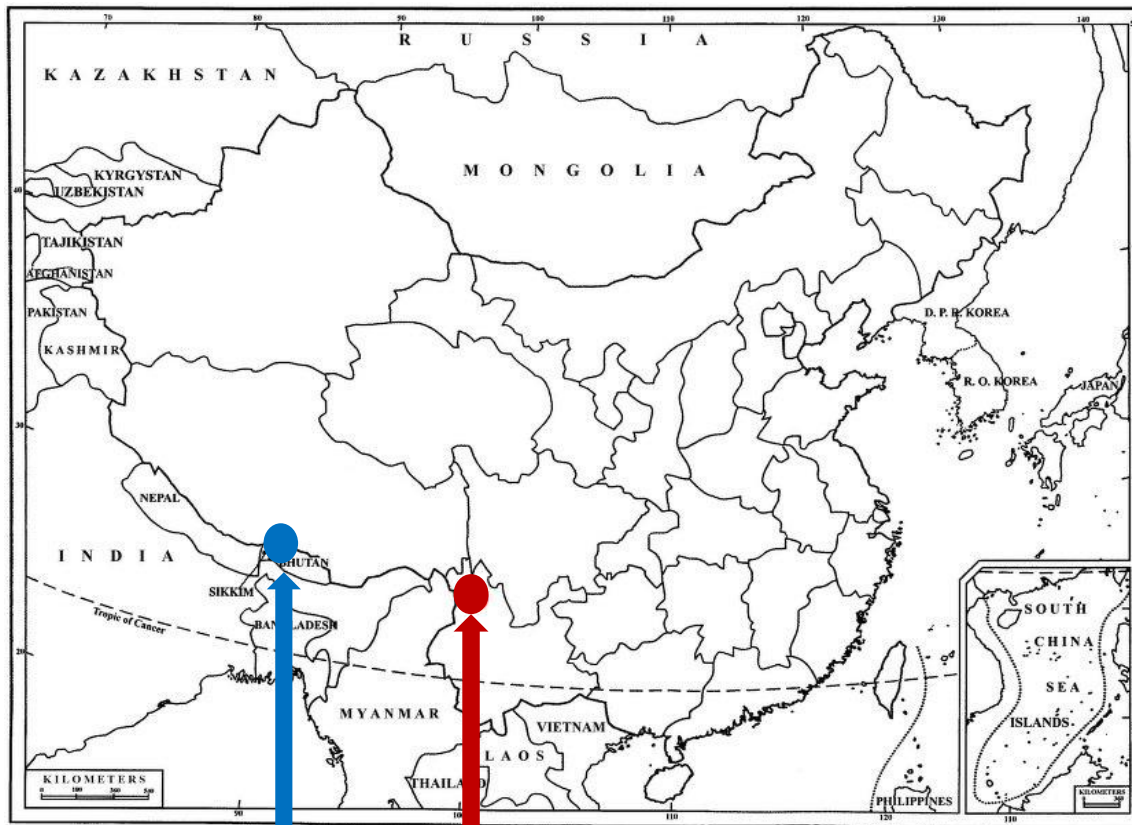 70 80 90 100 110 120 130 140
R U S S I A
KAZAKHSTAN
MONGOLIA
KYRGYSTAN
UZBEKISTAN
40
TAJIKISTAN
AFGHANISTAN
PAKISTAN
KASHMIR
D. P. R. KOREA
R. O. KOREA
JAPAN
30
NEPAL
INDIA
BHUTAN
SIKKIM
BANGLADESH
Tropic of Cancer
20
MYANMAR
VIETNAM
LAOS
THAILAND
PHILIPPINES
SOUTH
CHINA
SEA
ISLANDS
KILOMETERS
0
KILOMETERS
0
90 110 120 110